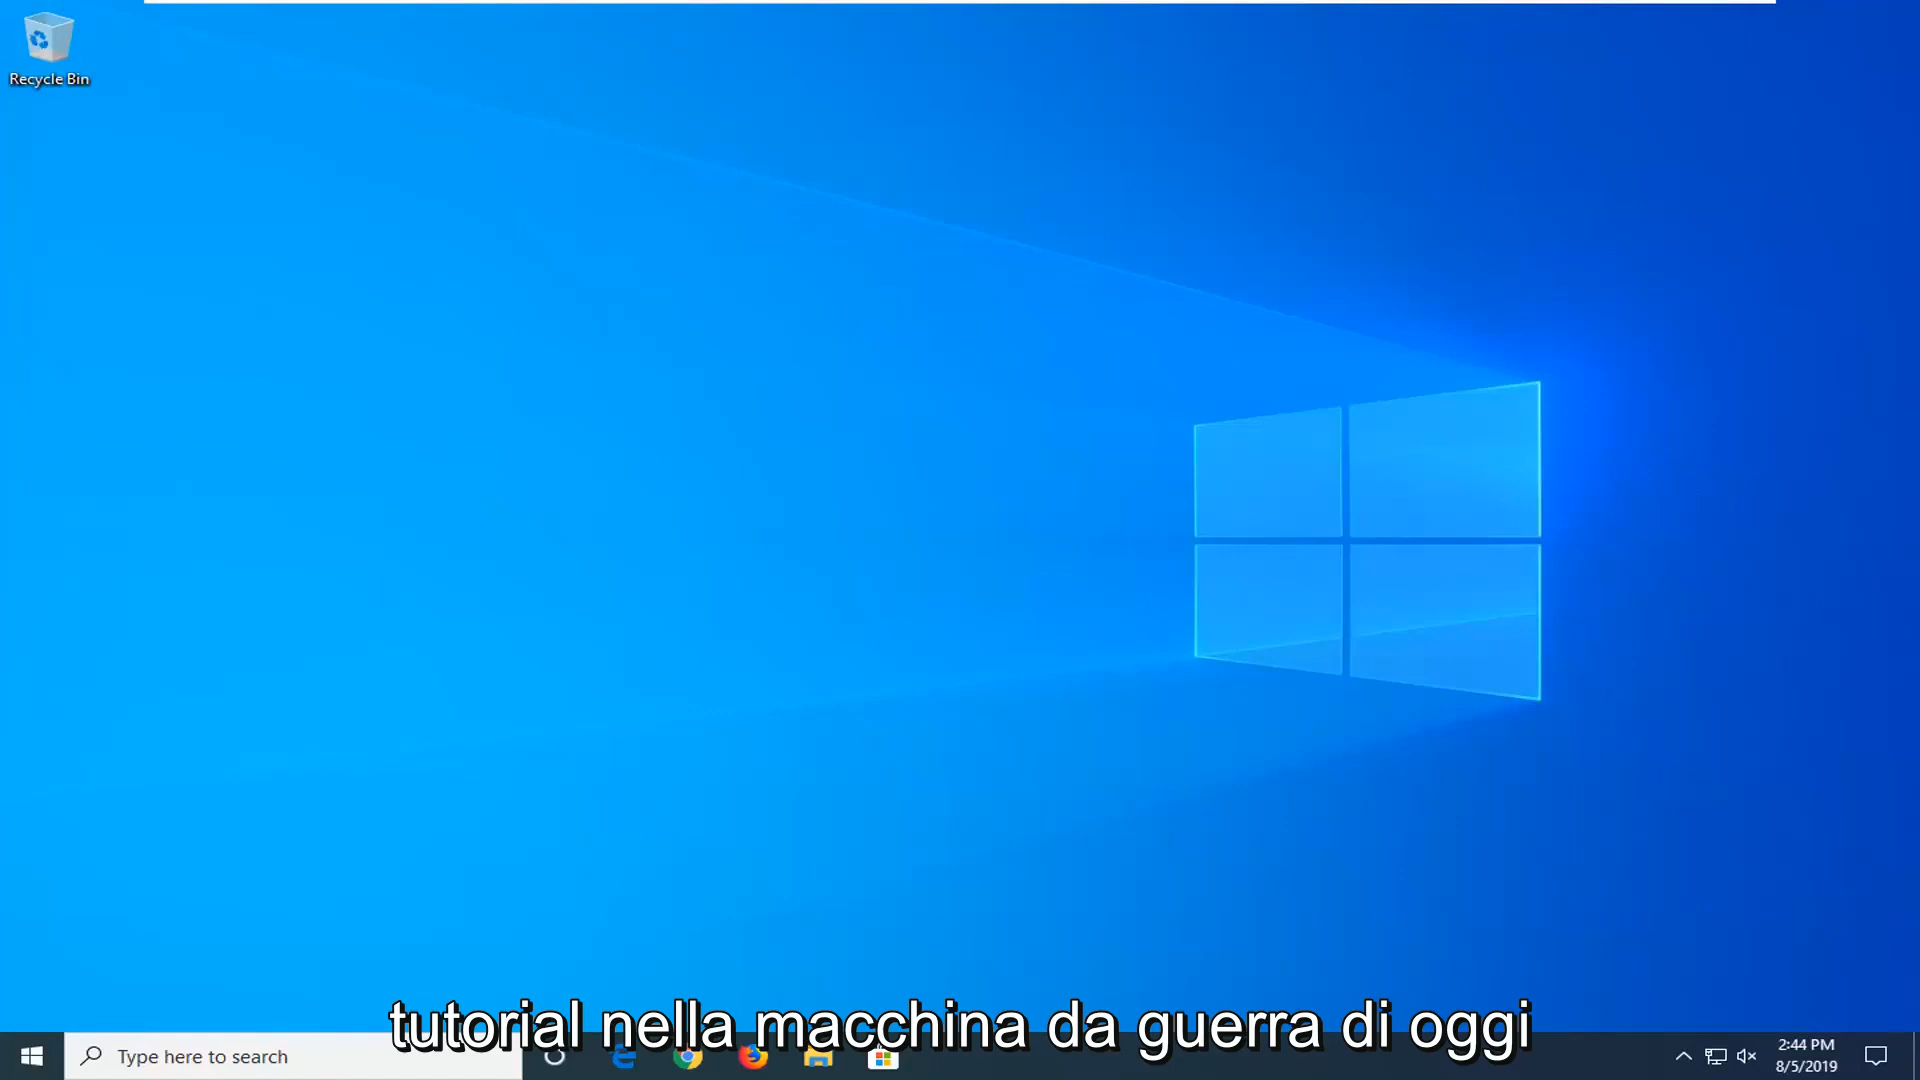 Recycle Bin
tutorial nella macchina da guerra di oggi
Type here to search
2:44 PM
8/5/2019